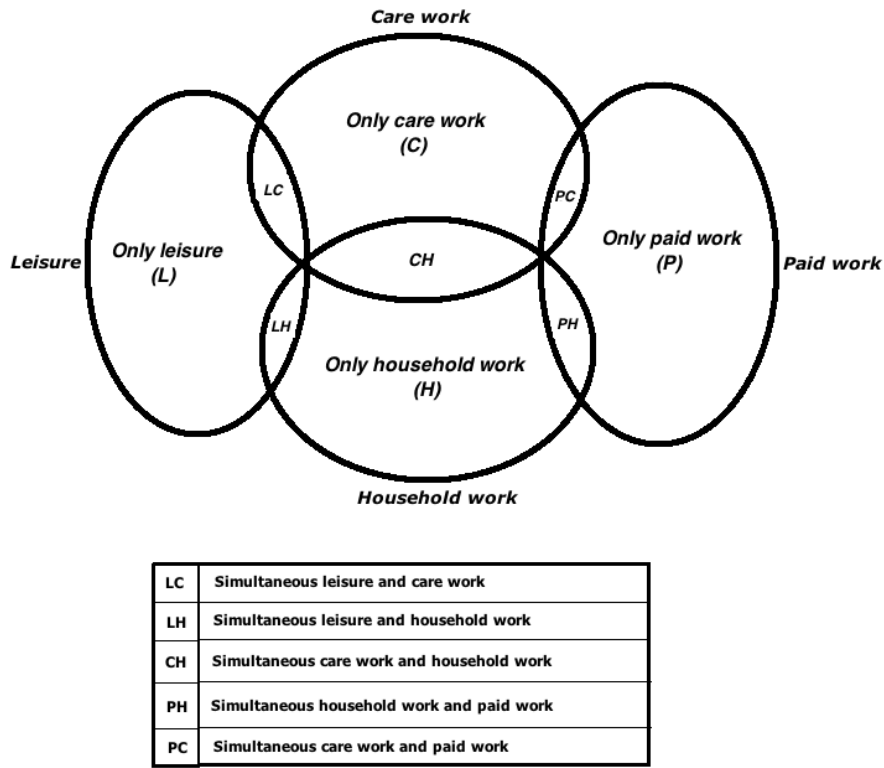 Care work
Only care work
(C)
LC
PC
Only leisure
(L)
Only paid work
(P)
Leisure
CH
Paid work
LH
PH
Only household work
(H)
Household work
LC Simultaneous leisure and care work
LH Simultaneous leisure and household work
CH Simultaneous care work and household work
PH Simultaneous household work and paid work
PC Simultaneous care work and paid work